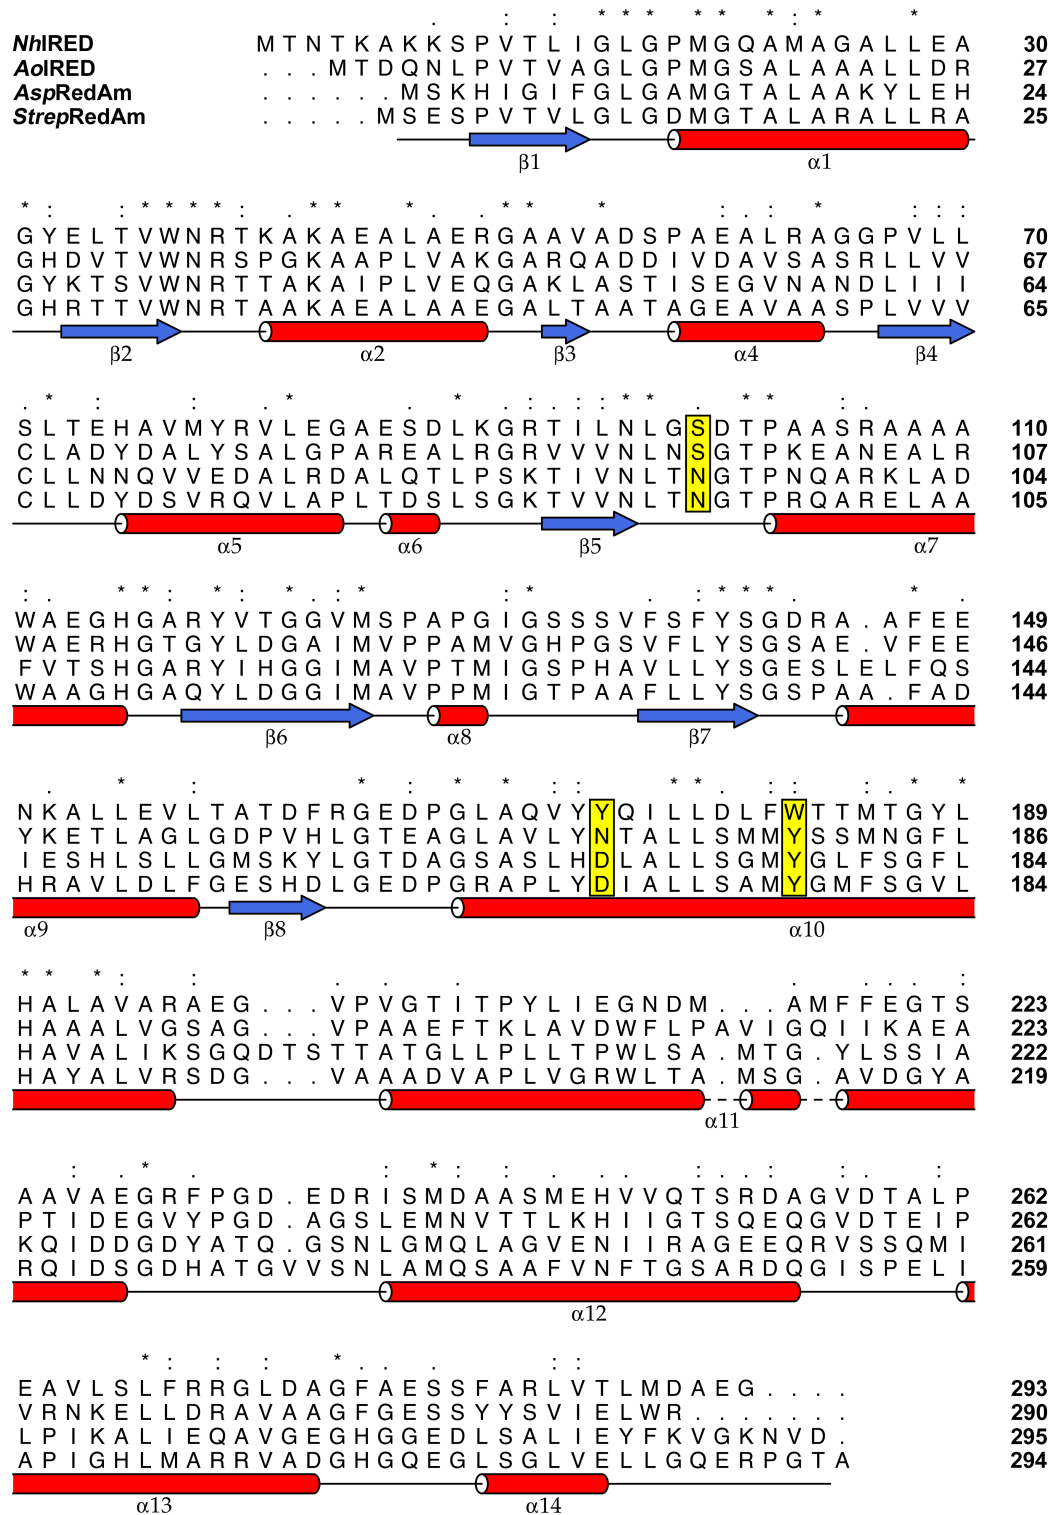 . : : * * * * * * : * *
NhIRED M T N T K A K K S P V T L I G L G P M G Q A M A G A L L E A 30
AoIRED . . . M T D Q N L P V T V A G L G P M G S A L A A A L L D R 27
AspRedAm . . . . . . M S K H I G I F G L G A M G T A L A A K Y L E H 24
StrepRedAm . . . . . M S E S P V T V L G L G D M G T A L A R A L L R A 25
β1 α1
* : : * * * * : . * * * . . * * * : . : * : : :
G Y E L T V W N R T K A K A E A L A E R G A A V A D S P A E A L R A G G P V L L 70
G H D V T V W N R S P G K A A P L V A K G A R Q A D D I V D A V S A S R L L V V 67
G Y K T S V W N R T T A K A I P L V E Q G A K L A S T I S E G V N A N D L I I I 64
G H R T T V W N R T A A K A E A L A A E G A L T A A T A G E A V A A S P L V V V 65
β2 α2 β3 α4 β4
. * : : . * . * . : : : * * . * * : .
S L T E H A V M Y R V L E G A E S D L K G R T I L N L G S D T P A A S R A A A A 110
C L A D Y D A L Y S A L G P A R E A L R G R V V V N L N S G T P K E A N E A L R 107
C L L N N Q V V E D A L R D A L Q T L P S K T I V N L T N G T P N Q A R K L A D 104
C L L D Y D S V R Q V L A P L T D S L S G K T V V N L T N G T P R Q A R E L A A 105
α5 α6 β5 α7
: . * * : * : * . : * : * . : * * * . * :
W A E G H G A R Y V T G G V M S P A P G I G S S S V F S F Y S G D R A . A F E E 149
W A E R H G T G Y L D G A I M V P P A M V G H P G S V F L Y S G S A E . V F E E 146
F V T S H G A R Y I H G G I M A V P T M I G S P H A V L L Y S G E S L E L F Q S 144
W A A G H G A Q Y L D G G I M A V P P M I G T P A A F L L Y S G S P A A . F A D 144
β6 α8 β7
. * : * : * * : : * * . : : : * *
N K A L L E V L T A T D F R G E D P G L A Q V Y Y Q I L L D L F W T T M T G Y L 189
Y K E T L A G L G D P V H L G T E A G L A V L Y N T A L L S M M Y S S M N G F L 186
I E S H L S L L G M S K Y L G T D A G S A S L H D L A L L S G M Y G L F S G F L 184
H R A V L D L F G E S H D L G E D P G R A P L Y D I A L L S A M Y G M F S G V L 184
α9 β8 α10
* * * : : . . : . . . :
H A L A V A R A E G . . . V P V G T I T P Y L I E G N D M . . . A M F F E G T S 223
H A A A L V G S A G . . . V P A A E F T K L A V D W F L P A V I G Q I I K A E A 223
H A V A L I K S G Q D T S T T A T G L L P L L T P W L S A . M T G . Y L S S I A 222
H A Y A L V R S D G . . . V A A A D V A P L V G R W L T A . M S G . A V D G Y A 219
α11
: . * . : * : : . . . : . . : : . :
A A V A E G R F P G D . E D R I S M D A A S M E H V V Q T S R D A G V D T A L P 262
P T I D E G V Y P G D . A G S L E M N V T T L K H I I G T S Q E Q G V D T E I P 262
K Q I D D G D Y A T Q . G S N L G M Q L A G V E N I I R A G E E Q R V S S Q M I 261
R Q I D S G D H A T G V V S N L A M Q S A A F V N F T G S A R D Q G I S P E L I 259
α12
* : : : * . . . : :
E A V L S L F R R G L D A G F A E S S F A R L V T L M D A E G . . . . 293
V R N K E L L D R A V A A G F G E S S Y Y S V I E L W R . . . . . . . 290
L P I K A L I E Q A V G E G H G G E D L S A L I E Y F K V G K N V D . 295
A P I G H L M A R R V A D G H G Q E G L S G L V E L L G Q E R P G T A 294
α13 α14